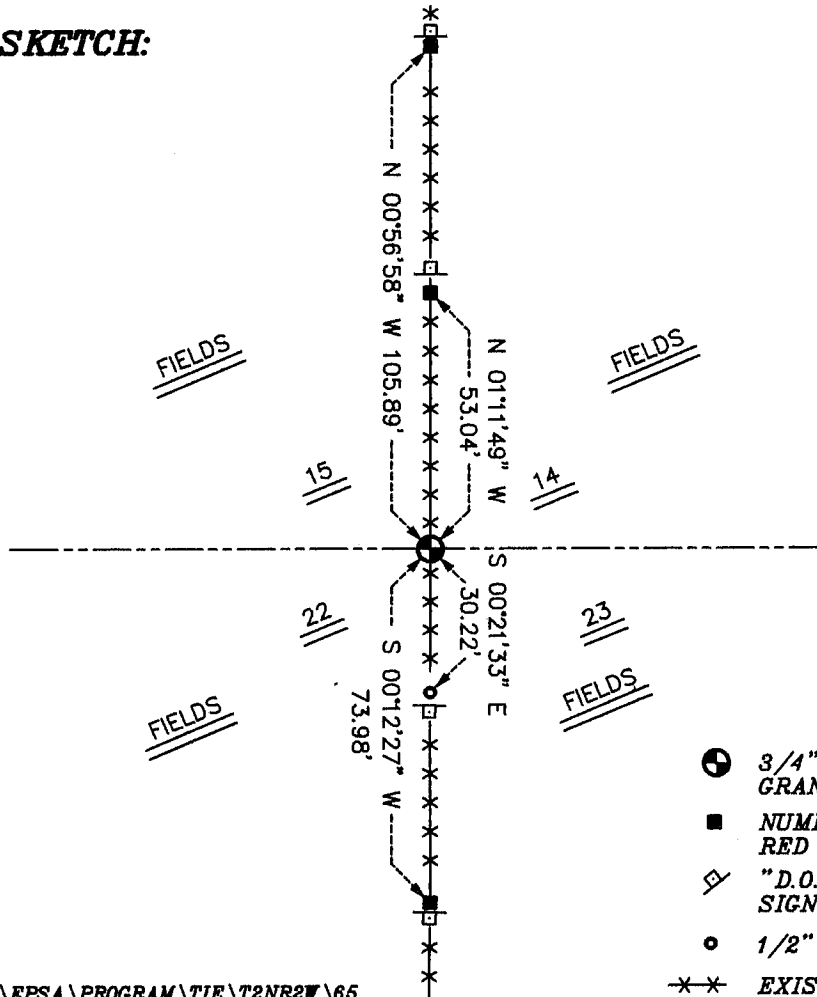 SKETCH:
N 00°56'58" W 105.89'
N 01°11'49" W
53.04'
FIELDS
FIELDS
15
14
22
23
S 00°21'33" E
30.22'
S 00°12'27" W
73.98'
FIELDS
FIELDS
3/4"
GRAN
NUM
RED
"D.O.
SIGN
1/2"
EXIS
\EPSA\PROGRAM\TIE\T2NR2W\65